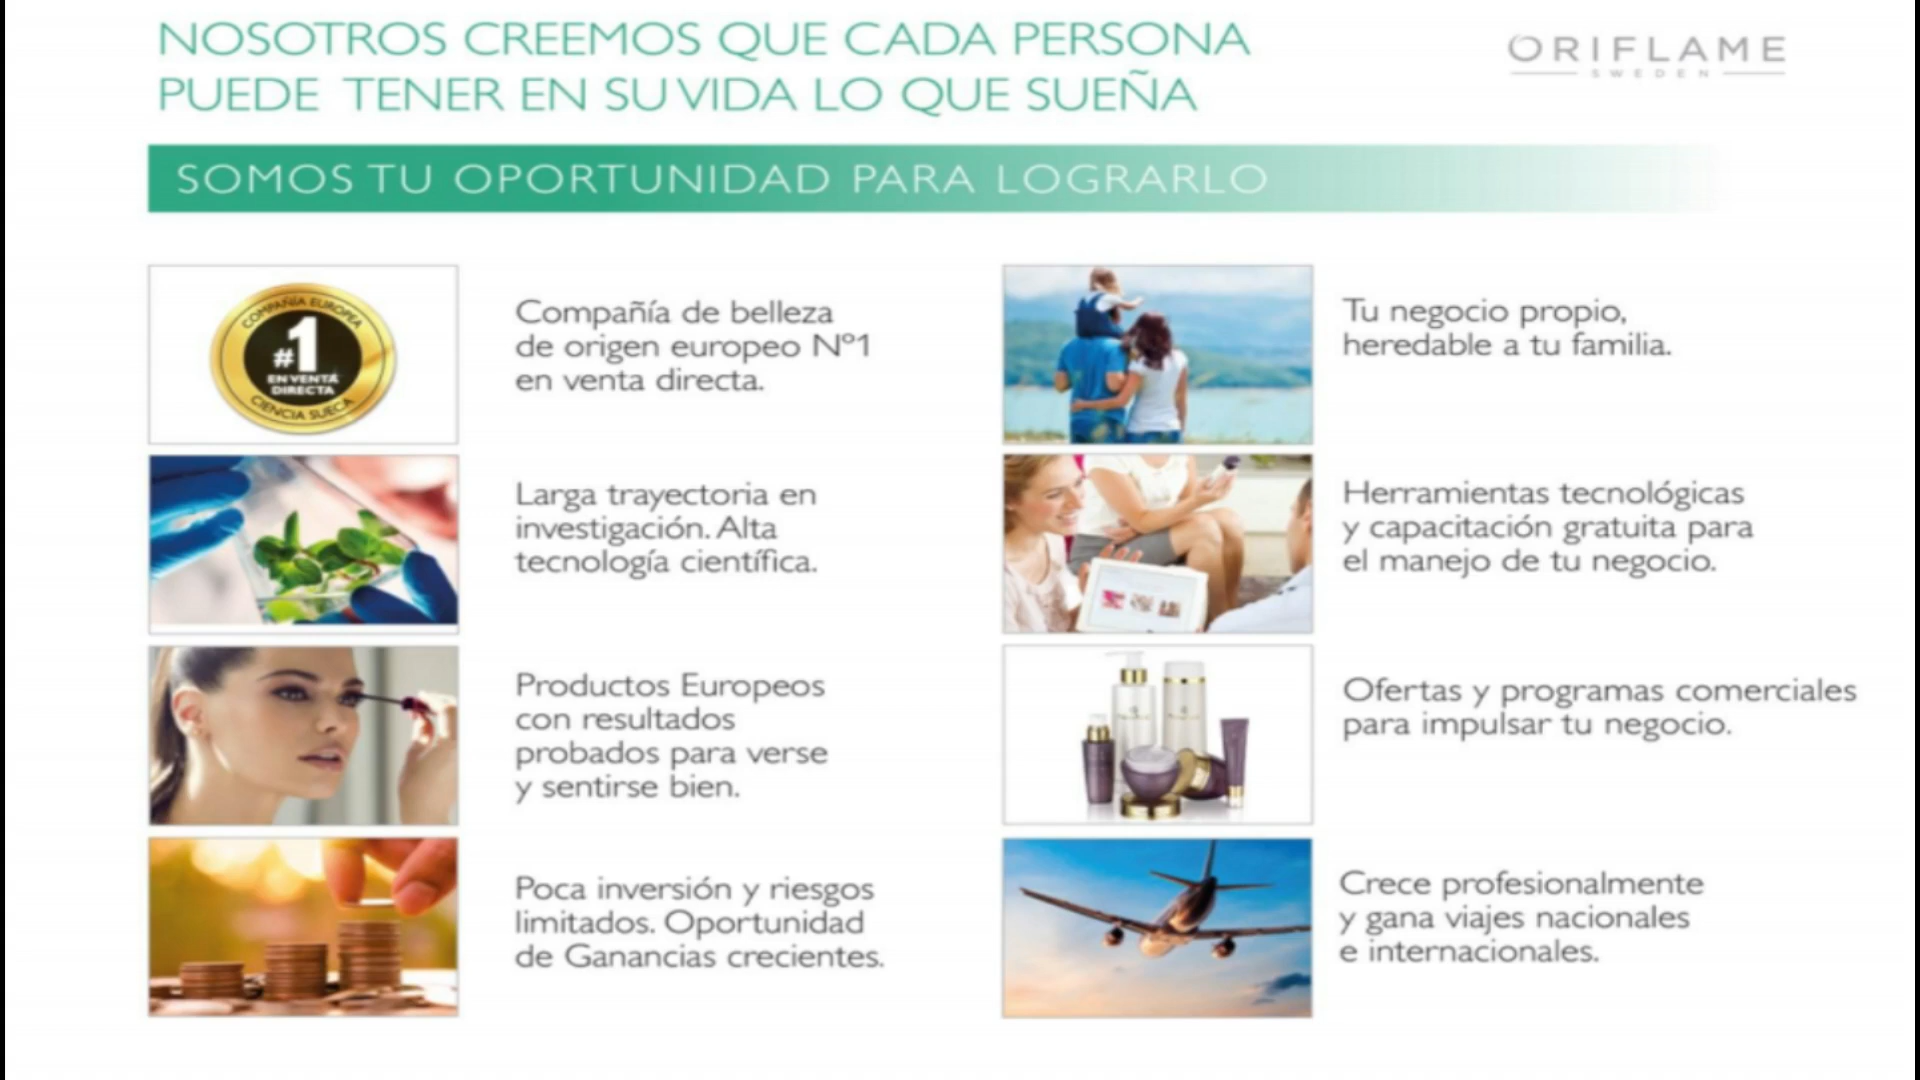 NOSOTROS CREEMOS QUE CADA PERSONA
PUEDE TENER EN SU VIDA LO QUE SUEÑA
ORIFLAME
SWEDEN
SOMOS TU OPORTUNIDAD PARA LOGRARLO
COMPAÑÍA EUROPEA
#1
EN VENTA
DIRECTA
CIENCIA SUECA
Compañía de belleza
de origen europeo Nº1
en venta directa.
Larga trayectoria en
investigación. Alta
tecnología científica.
Productos Europeos
con resultados
probados para verse
y sentirse bien.
Poca inversión y riesgos
limitados. Oportunidad
de Ganancias crecientes.
Tu negocio propio,
heredable a tu familia.
Herramientas tecnológicas
y capacitación gratuita para
el manejo de tu negocio.
Ofertas y programas comerciales
para impulsar tu negocio.
Crece profesionalmente
y gana viajes nacionales
e internacionales.